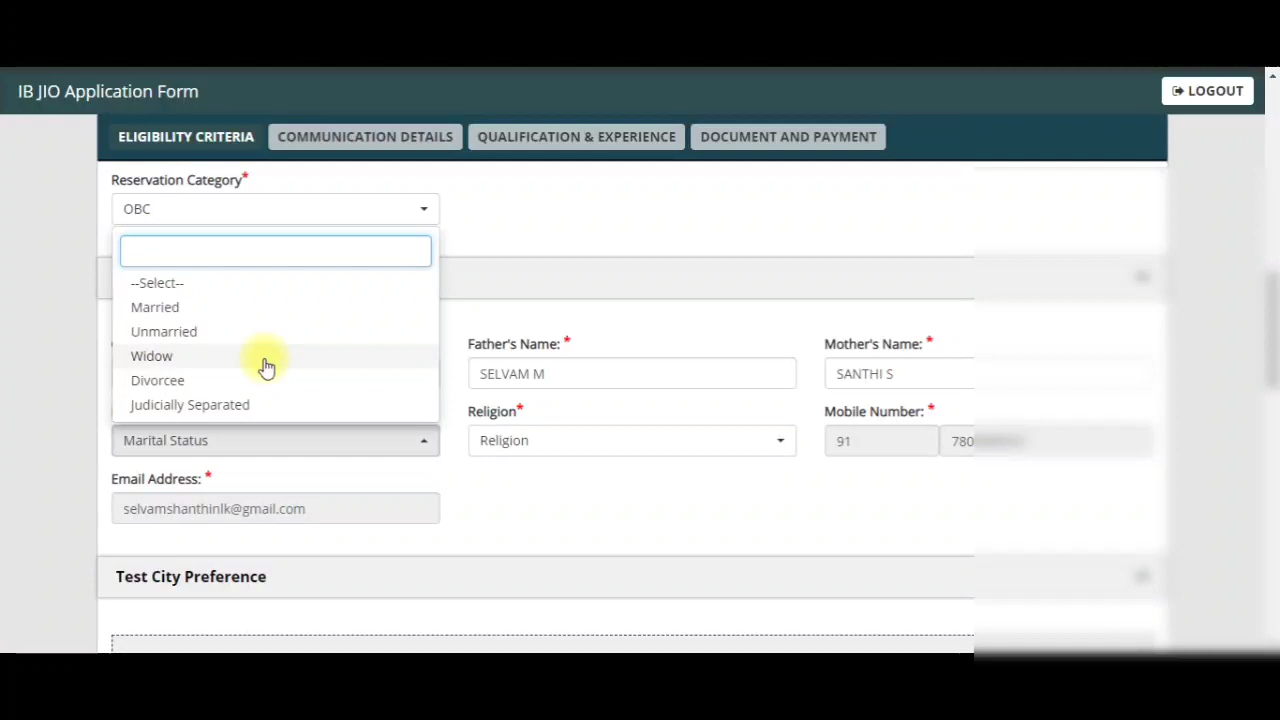 IB JIO Application Form
LOGOUT
ELIGIBILITY CRITERIA
COMMUNICATION DETAILS
QUALIFICATION & EXPERIENCE
DOCUMENT AND PAYMENT
Reservation Category*
OBC
--Select--
Married
Unmarried
Widow
Divorcee
Judicially Separated
Marital Status
Father's Name: *
SELVAM M
Mother's Name: *
SANTHI S
Religion*
Religion
Mobile Number: *
91
780
Email Address: *
selvamshanthinlk@gmail.com
Test City Preference